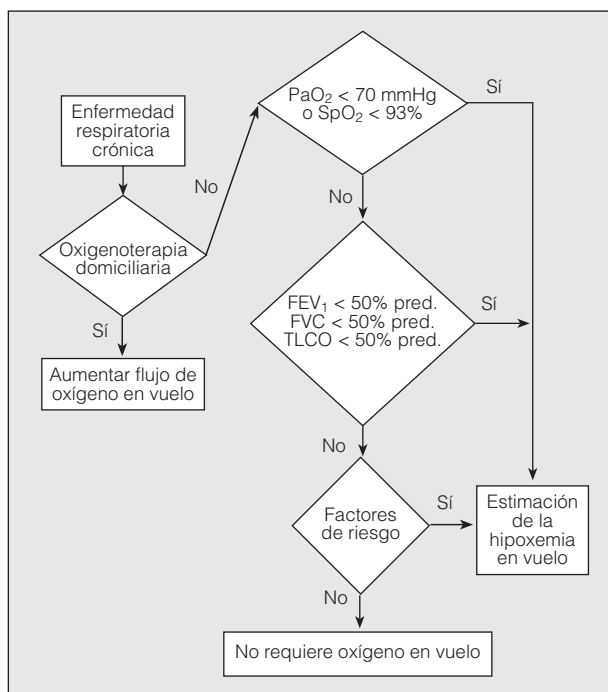 Enfermedad
respiratoria
crónica
Oxigenoterapia
domiciliaria
Sí
Aumentar flujo de
oxígeno en vuelo
No
PaO₂ < 70 mmHg
o SpO₂ < 93%
Sí
No
FEV₁ < 50% pred.
FVC < 50% pred.
TLCO < 50% pred.
Sí
No
Factores
de riesgo
Sí
Estimación
de la
hipoxemia
en vuelo
No
No requiere oxígeno en vuelo